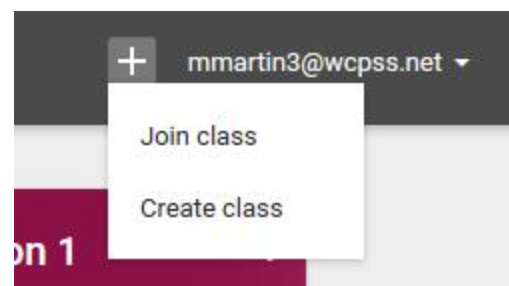 + mmartin3@wcpss.net
Join class
Create class
on 1